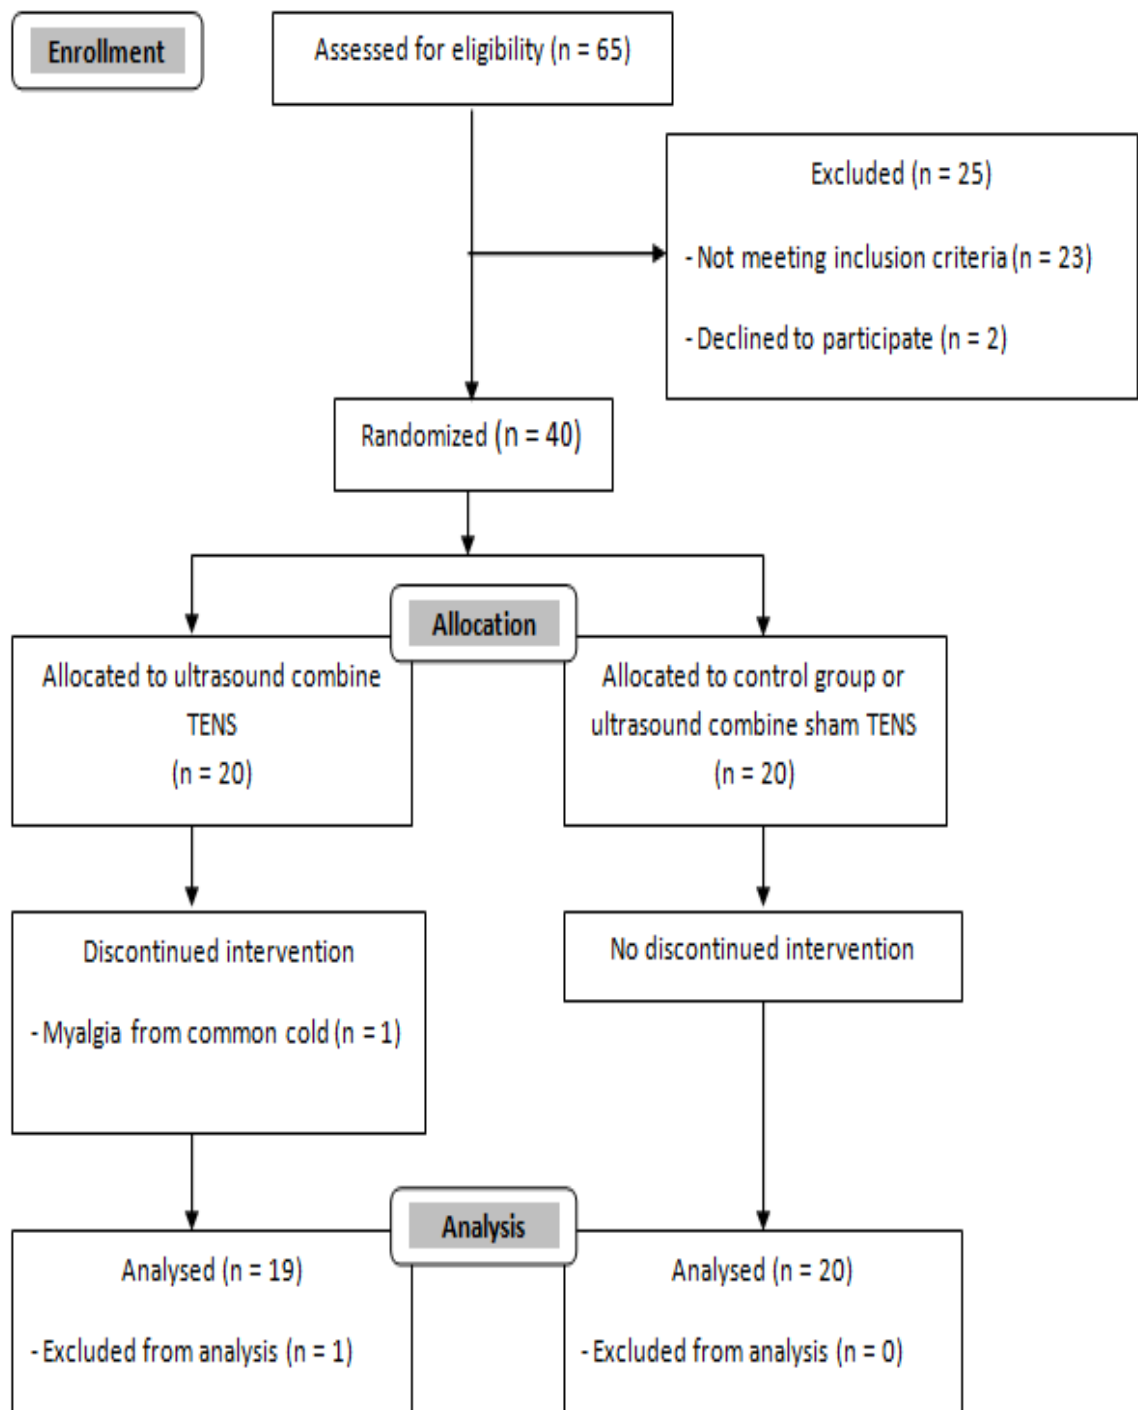 Enrollment
Assessed for eligibility (n = 65)
Excluded (n = 25)
- Not meeting inclusion criteria (n = 23)
- Declined to participate (n = 2)
Randomized (n = 40)
Allocation
Allocated to ultrasound combine
TENS
(n = 20)
Allocated to control group or
ultrasound combine sham TENS
(n = 20)
Discontinued intervention
- Myalgia from common cold (n = 1)
No discontinued intervention
Analysis
Analysed (n = 19)
- Excluded from analysis (n = 1)
Analysed (n = 20)
- Excluded from analysis (n = 0)